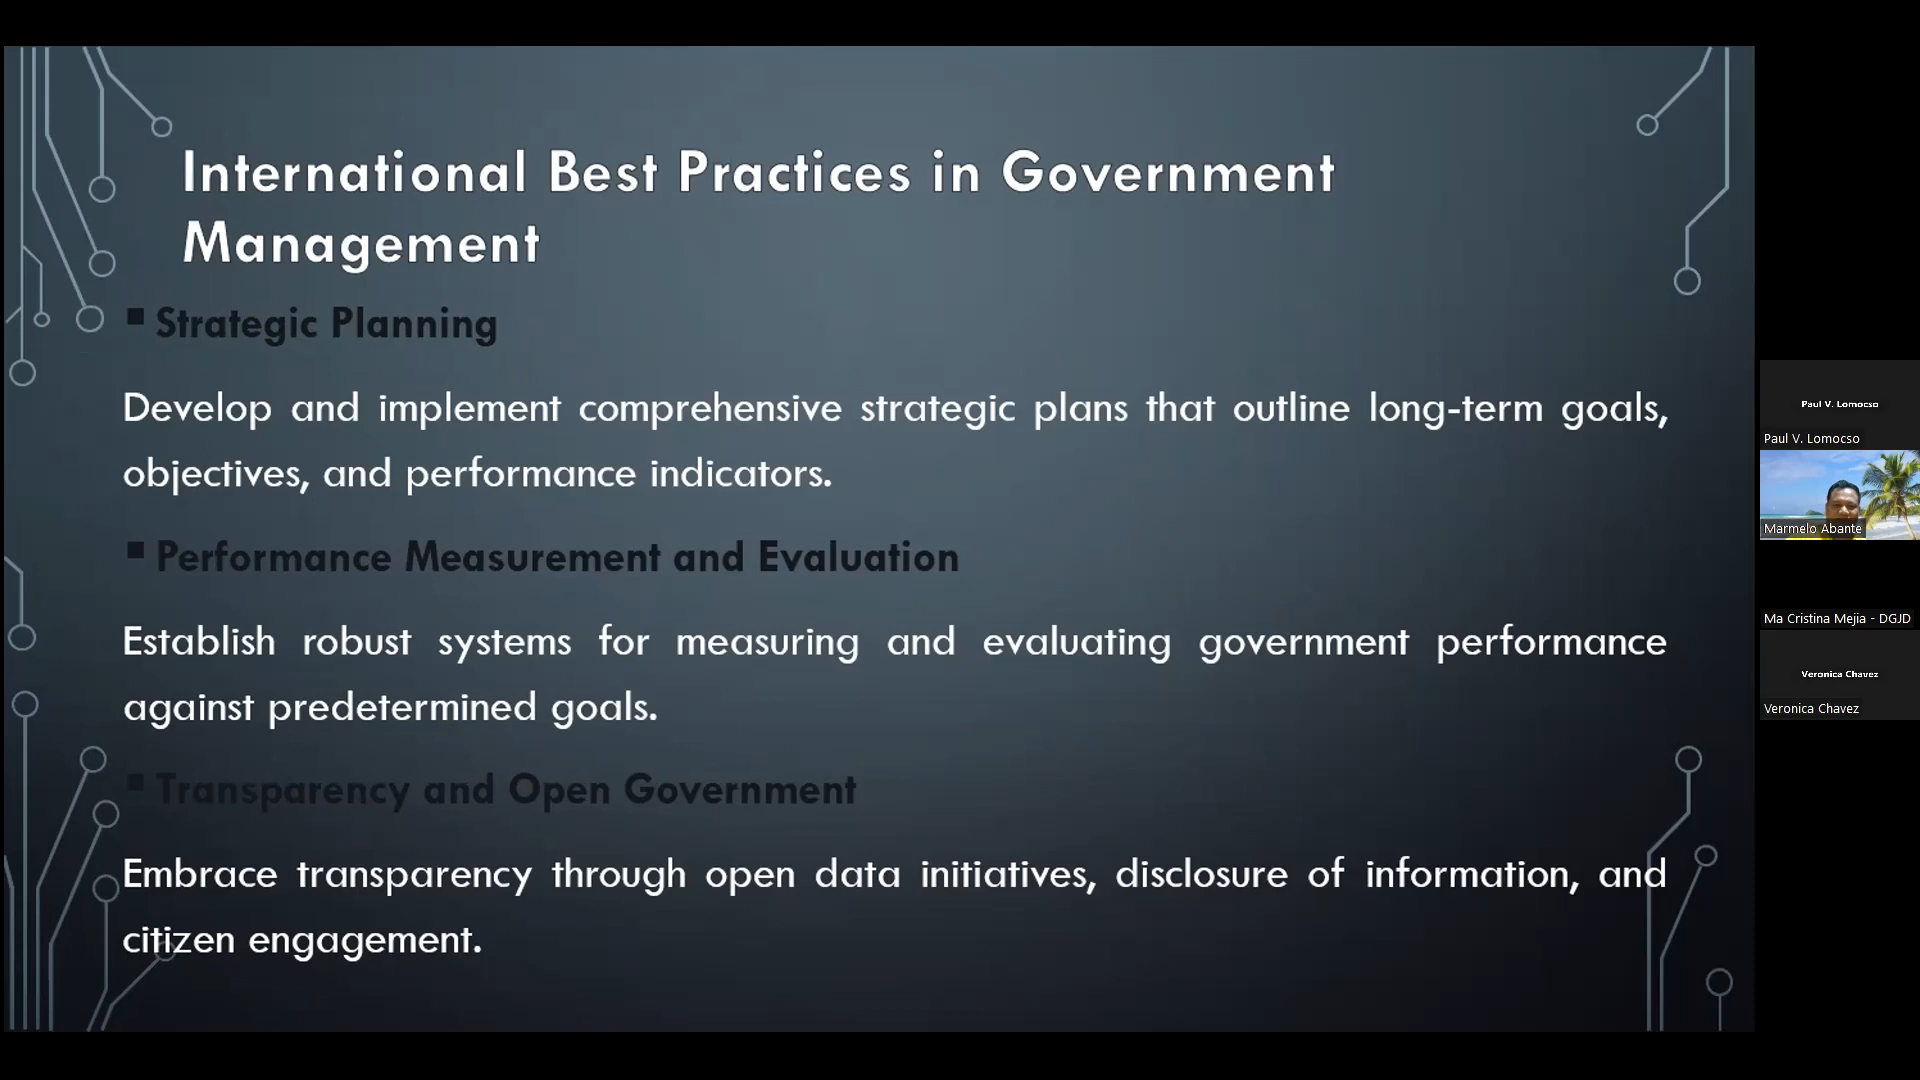 International Best Practices in Government
Management
Strategic Planning
Develop and implement comprehensive strategic plans that outline long-term goals,
objectives, and performance indicators.
Performance Measurement and Evaluation
Establish robust systems for measuring and evaluating government performance
against predetermined goals.
Transparency and Open Government
Embrace transparency through open data initiatives, disclosure of information, and
citizen engagement.
Paul V. Lomocso
Paul V. Lomocso
Marmelo Abante
Ma Cristina Mejia - DGJD
Veronica Chavez
Veronica Chavez